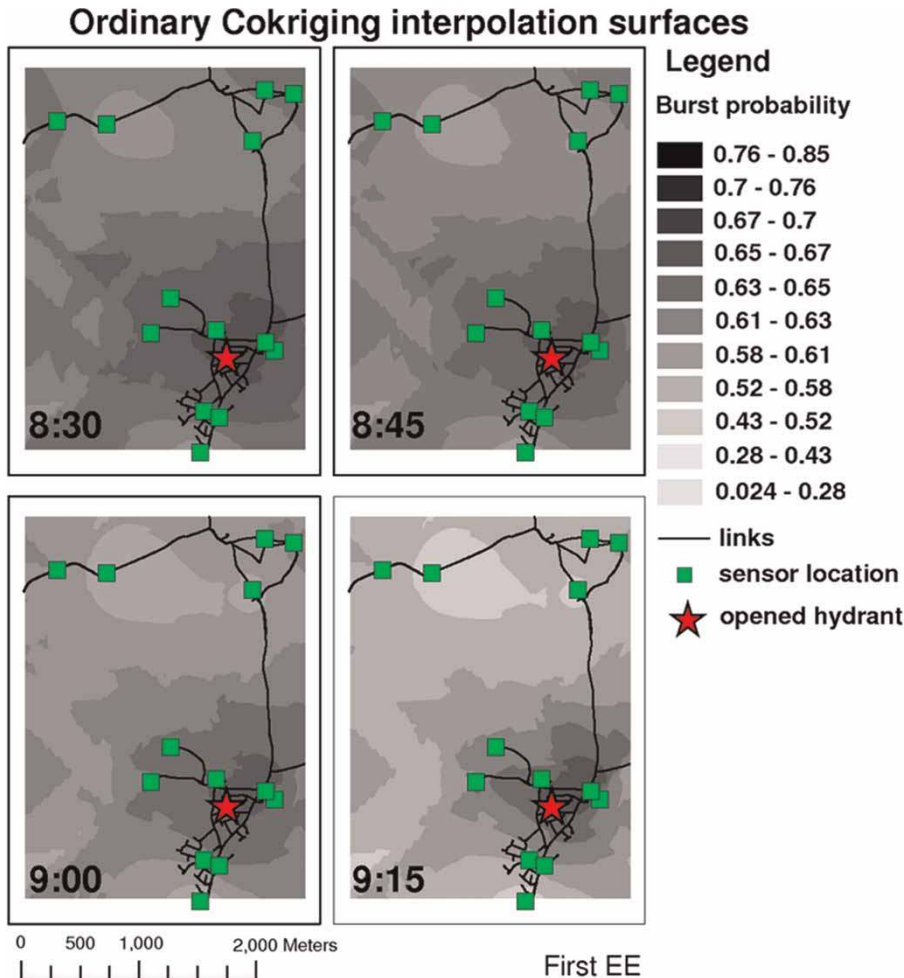 Ordinary Cokriging interpolation surfaces
Legend
Burst probability
0.76 - 0.85
0.7 - 0.76
0.67 - 0.7
0.65 - 0.67
0.63 - 0.65
0.61 - 0.63
0.58 - 0.61
0.52 - 0.58
0.43 - 0.52
0.28 - 0.43
0.024 - 0.28
links
sensor location
opened hydrant
8:30
8:45
9:00
9:15
0 500 1,000 2,000 Meters
First EE